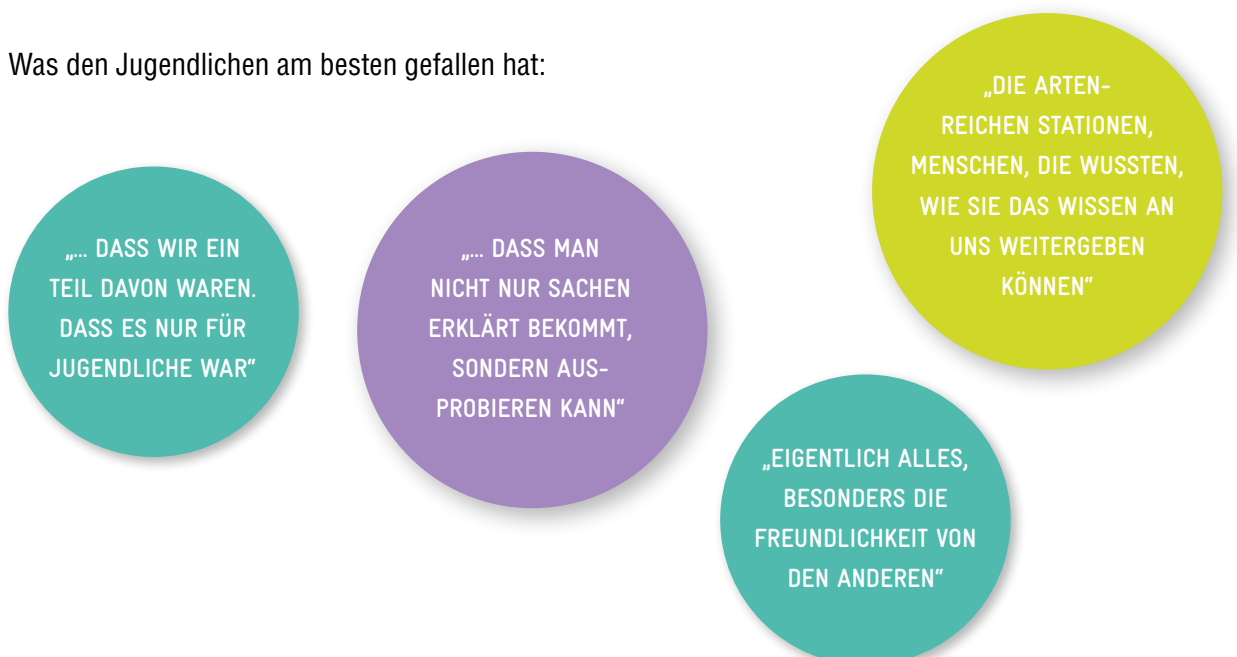 Was den Jugendlichen am besten gefallen hat:
„... DASS WIR EIN
TEIL DAVON WAREN.
DASS ES NUR FÜR
JUGENDLICHE WAR“
„... DASS MAN
NICHT NUR SACHEN
ERKLÄRT BEKOMMT,
SONDERN AUS-
PROBIEREN KANN“
„DIE ARTEN-
REICHEN STATIONEN,
MENSCHEN, DIE WUSSTEN,
WIE SIE DAS WISSEN AN
UNS WEITERGEBEN
KÖNNEN“
„EIGENTLICH ALLES,
BESONDERS DIE
FREUNDLICHKEIT VON
DEN ANDEREN“